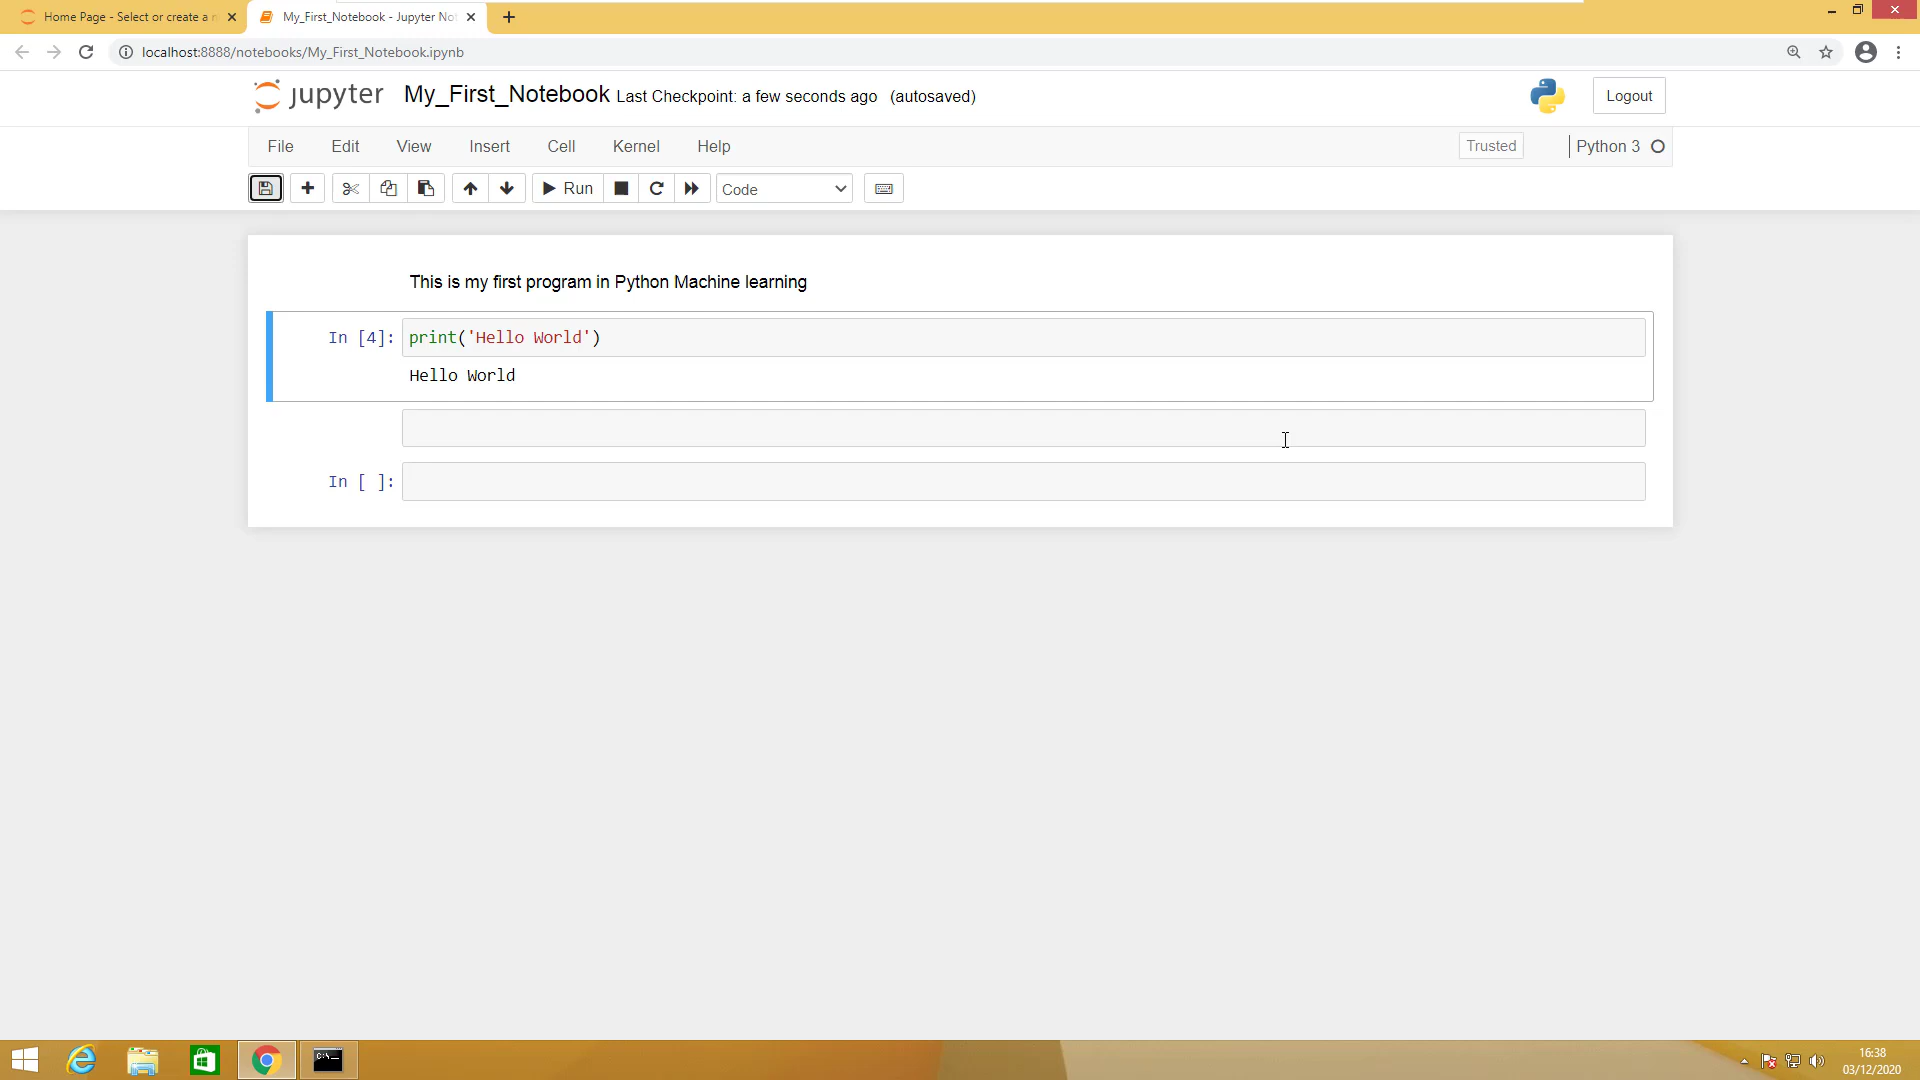 Home Page - Select or create a n
My_First_Notebook - Jupyter Not
localhost:8888/notebooks/My_First_Notebook.ipynb
jupyter My_First_Notebook Last Checkpoint: a few seconds ago (autosaved)
Logout
File Edit View Insert Cell Kernel Help
Trusted
Python 3
Run
Code
This is my first program in Python Machine learning
In [4]: print('Hello World')
Hello World
In [ ]:
C:\_
16:38
03/12/2020